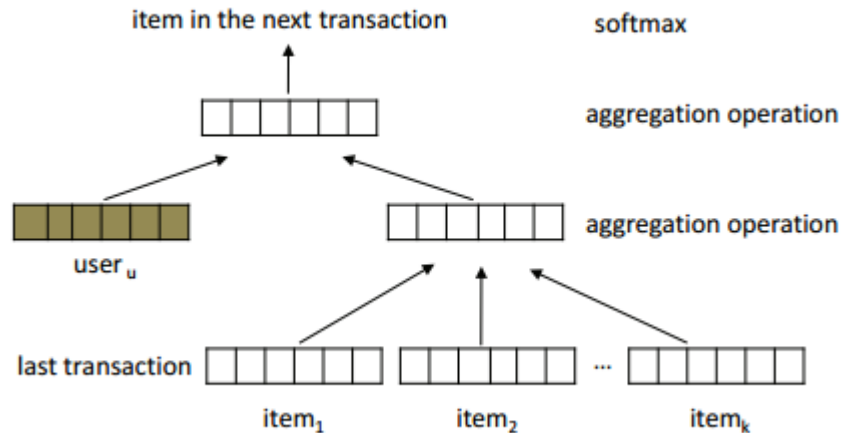 item in the next transaction softmax
aggregation operation
aggregation operation
user u
last transaction
...
item1 item2 itemk